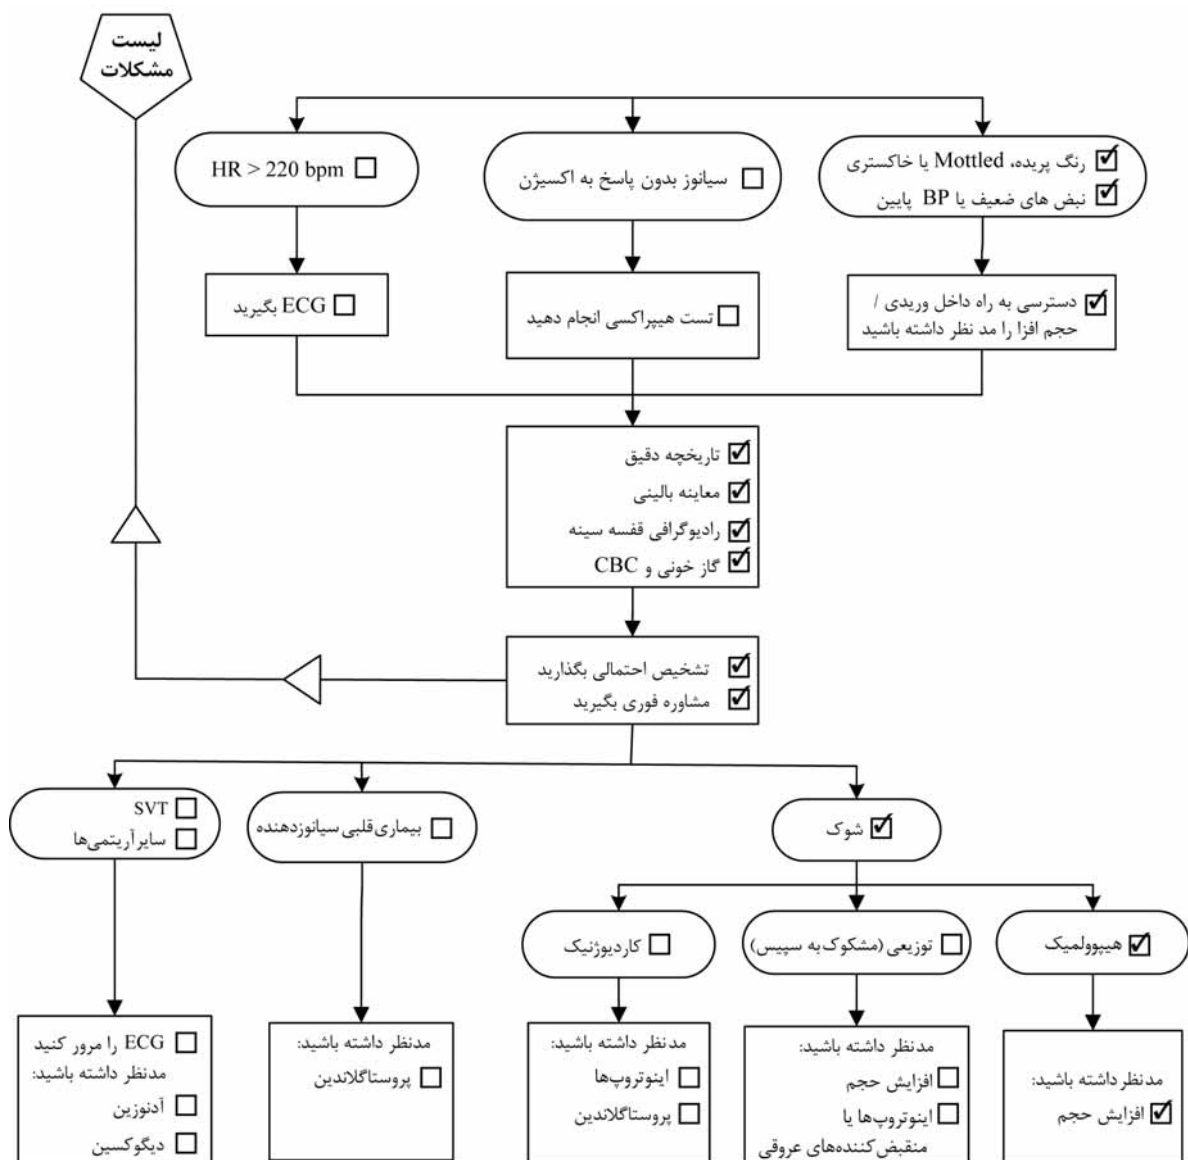 لیست
مشکلات
رنگ پریده، Mottled یا خاکستری
نبض های ضعیف یا BP پایین
سیانوز بدون پاسخ به اکسیژن
HR > 220 bpm
دسترسی به راه داخل وریدی /
حجم افزا را مد نظر داشته باشید
تست هیپراکسی انجام دهید
ECG بگیرید
تاریخچه دقیق
معاینه بالینی
رادیوگرافی قفسه سینه
گاز خونی و CBC
تشخیص احتمالی بگذارید
مشاوره فوری بگیرید
شوک
بیماری قلبی سیانوزدهنده
SVT
سایر آریتمی‌ها
هیپوولمیک
توزیعی (مشکوک به سپیس)
کاردیوژنیک
مدنظر داشته باشید:
افزایش حجم
مدنظر داشته باشید:
افزایش حجم
اینوتروپ‌ها یا
منقبض‌کننده‌های عروقی
مدنظر داشته باشید:
اینوتروپ‌ها
پروستاگلاندین
مدنظر داشته باشید:
پروستاگلاندین
ECG را مرور کنید
مدنظر داشته باشید:
آدنوزین
دیگوکسین